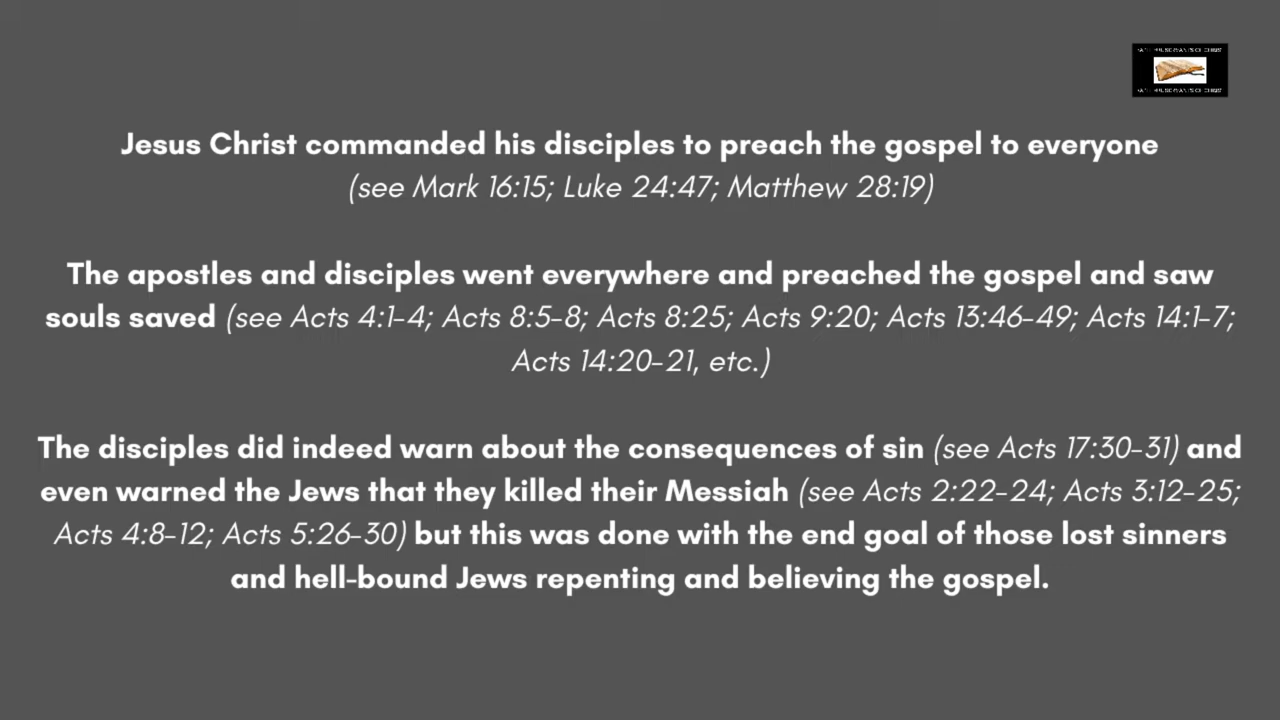 Jesus Christ commanded his disciples to preach the gospel to everyone
(see Mark 16:15; Luke 24:47; Matthew 28:19)
The apostles and disciples went everywhere and preached the gospel and saw
souls saved (see Acts 4:1-4; Acts 8:5-8; Acts 8:25; Acts 9:20; Acts 13:46-49; Acts 14:1-7;
Acts 14:20-21, etc.)
The disciples did indeed warn about the consequences of sin (see Acts 17:30-31) and
even warned the Jews that they killed their Messiah (see Acts 2:22-24; Acts 3:12-25;
Acts 4:8-12; Acts 5:26-30) but this was done with the end goal of those lost sinners
and hell-bound Jews repenting and believing the gospel.